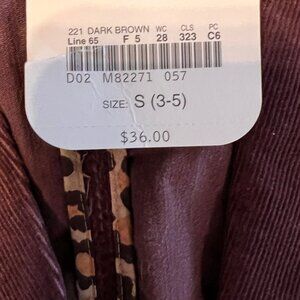 221 DARK BROWN WC CLS PC
Line 65 F 5 28 323 C6
D02 M82271 057
SIZE: S (3-5)
$36.00